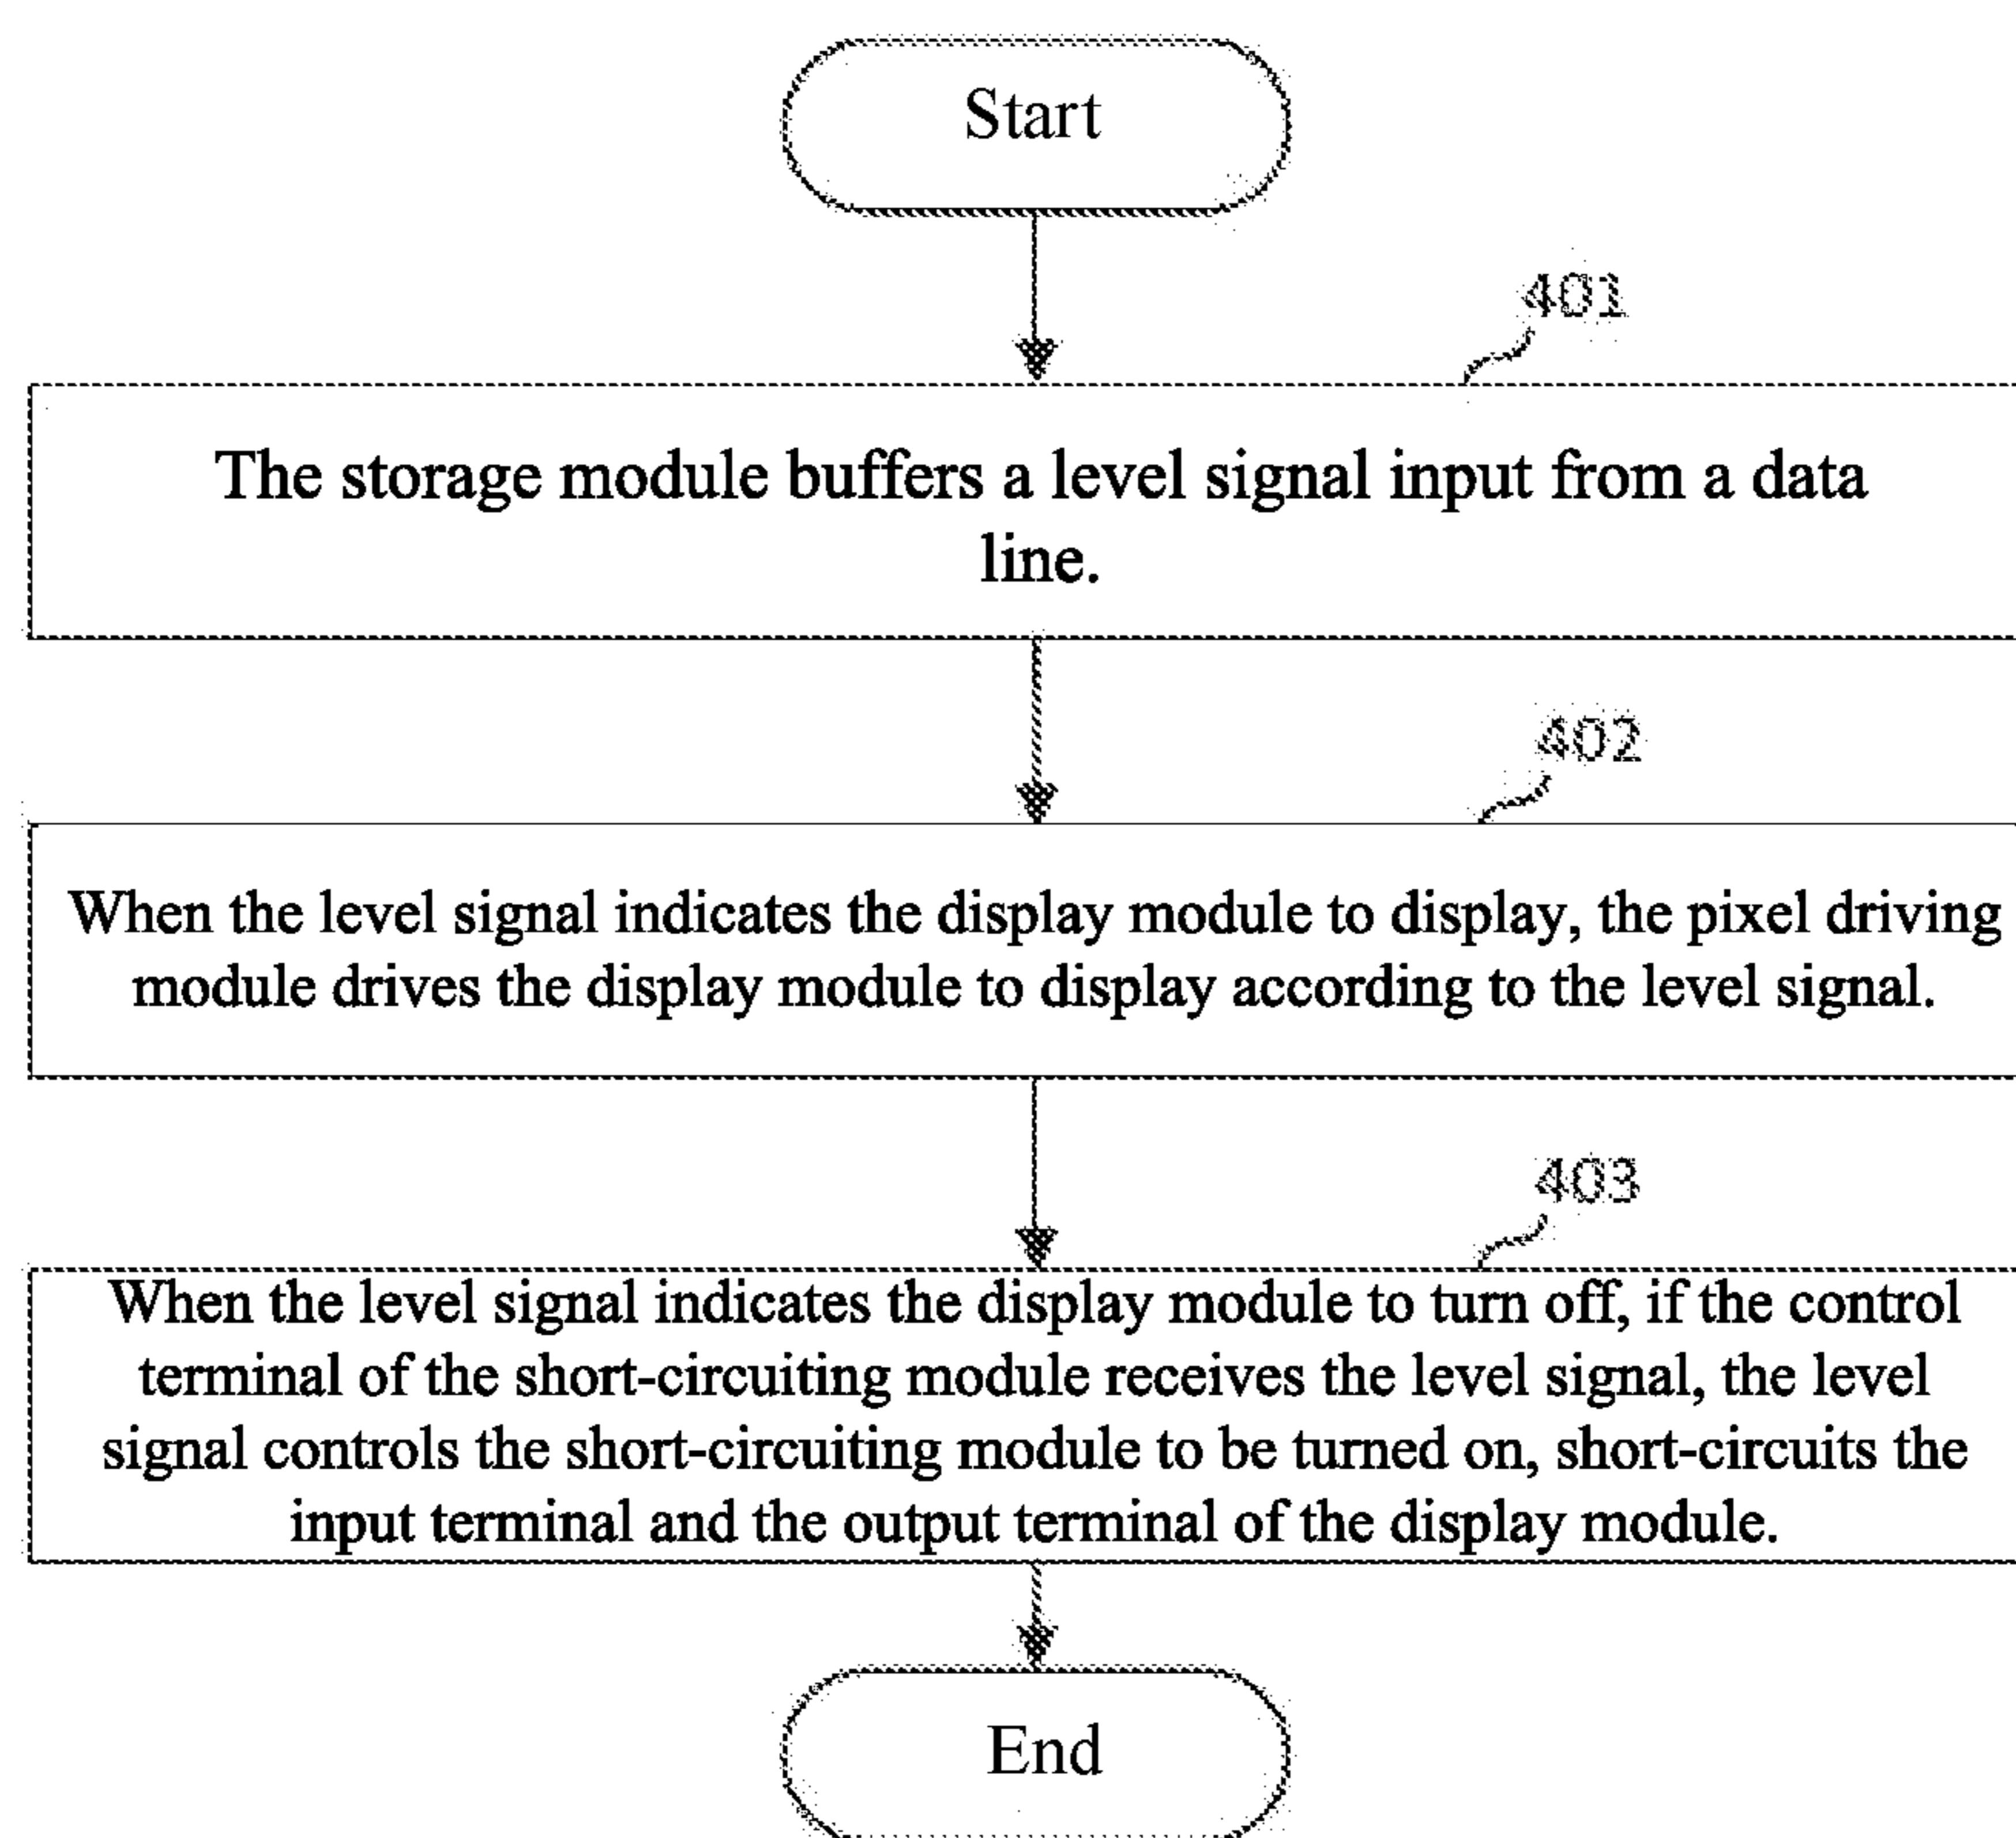 Start
401
The storage module buffers a level signal input from a data
line.
402
When the level signal indicates the display module to display, the pixel driving
module drives the display module to display according to the level signal.
403
When the level signal indicates the display module to turn off, if the control
terminal of the short-circuiting module receives the level signal, the level
signal controls the short-circuiting module to be turned on, short-circuits the
input terminal and the output terminal of the display module.
End